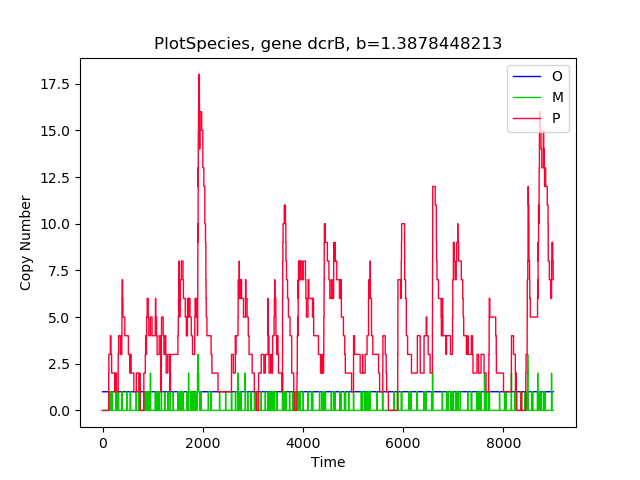 PlotSpecies, gene dcrB, b=1.3878448213
O
M
P
17.5
15.0
12.5
10.0
7.5
5.0
2.5
0.0
Copy Number
0 2000 4000 6000 8000
Time